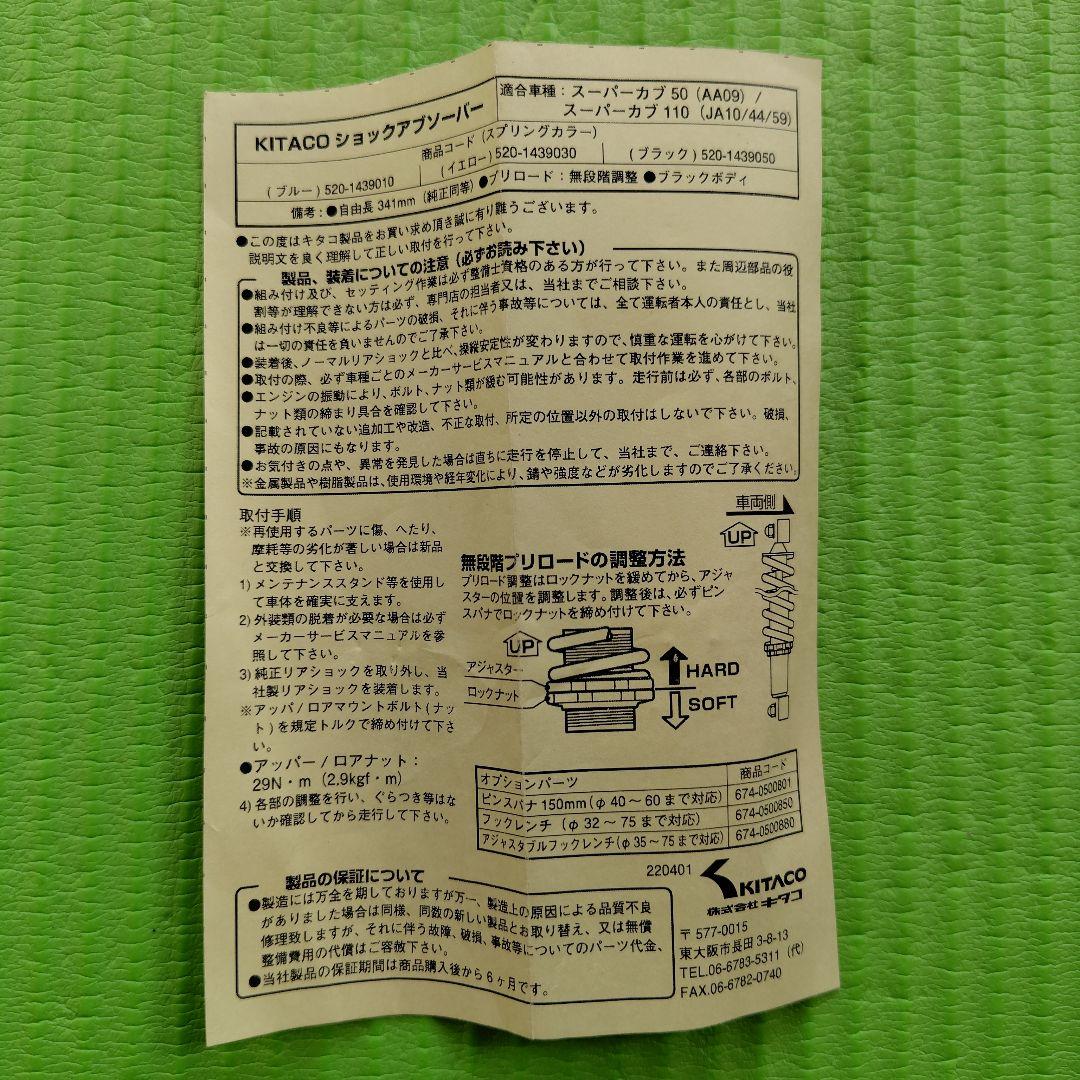 KITACO ショックアブソーバー
適合車種：スーパーカブ 50（AA09）/
スーパーカブ 110（JA10/44/59)
商品コード（スプリングカラー）
（ブルー）520-1439010
（イエロー）520-1439030
（ブラック）520-1439050
備考：●自由長 341mm（純正同等）●プリロード：無段階調整 ●ブラックボディ
●この度はキタコ製品をお買い求め頂き誠に有り難うございます。
説明文を良く理解して正しい取付を行って下さい。
製品、装着についての注意（必ずお読み下さい）
●組み付け及び、セッティング作業は必ず整備士資格のある方が行って下さい。また周辺部品の役
割等が理解できない方は必ず、専門店の担当者又は、当社までご相談下さい。
●組み付け不良等によるパーツの破損、それに伴う事故等については、全て運転者本人の責任とし、当社
は一切の責任を負いませんのでご了承下さい。
●装着後、ノーマルリアショックと比べ、操縦安定性が変わりますので、慎重な運転を心がけて下さい。
●取付の際、必ず車種ごとのメーカーサービスマニュアルと合わせて取付作業を進めて下さい。
●エンジンの振動により、ボルト、ナット類が緩む可能性があります。走行前は必ず、各部のボルト、
ナット類の締まり具合を確認して下さい。
●記載されていない追加工や改造、不正な取付、所定の位置以外の取付はしないで下さい。破損、
事故の原因にもなります。
●お気付きの点や、異常を発見した場合は直ちに走行を停止して、当社まで、ご連絡下さい。
※金属製品や樹脂製品は、使用環境や経年変化により、錆や強度などが劣化しますのでご了承ください。
取付手順
※再使用するパーツに傷、へたり、
摩耗等の劣化が著しい場合は新品
と交換して下さい。
1）メンテナンススタンド等を使用し
て車体を確実に支えます。
2）外装類の脱着が必要な場合は必ず
メーカーサービスマニュアルを参
照して下さい。
3）純正リアショックを取り外し、当
社製リアショックを装着します。
※アッパ / ロアマウントボルト（ナッ
ト）を規定トルクで締め付けて下さ
い。
●アッパー / ロアナット：
29N・m（2.9kgf・m）
4）各部の調整を行い、ぐらつき等はな
いか確認してから走行して下さい。
車両側
UP
無段階プリロードの調整方法
プリロード調整はロックナットを緩めてから、アジャ
スターの位置を調整します。調整後は、必ずピン
スパナでロックナットを締め付けて下さい。
UP
アジャスター
ロックナット
HARD
SOFT
オプションパーツ 商品コード
ピンスパナ 150mm（φ 40 ～ 60 まで対応） 674-0500801
フックレンチ（φ 32 ～ 75 まで対応） 674-0500850
アジャスタブルフックレンチ（φ 35 ～ 75 まで対応） 674-0500880
製品の保証について
●製造には万全を期しておりますが万一、製造上の原因による品質不良
がありました場合は同様、同数の新しい製品とお取り替え、又は無償
修理致しますが、それに伴う故障、破損、事故等についてのパーツ代金、
整備費用の代償はご容赦下さい。
●当社製品の保証期間は商品購入後から 6 ヶ月です。
220401
KITACO
株式会社 キタコ
〒577-0015
東大阪市長田 3-8-13
TEL.06-6783-5311（代）
FAX.06-6782-0740